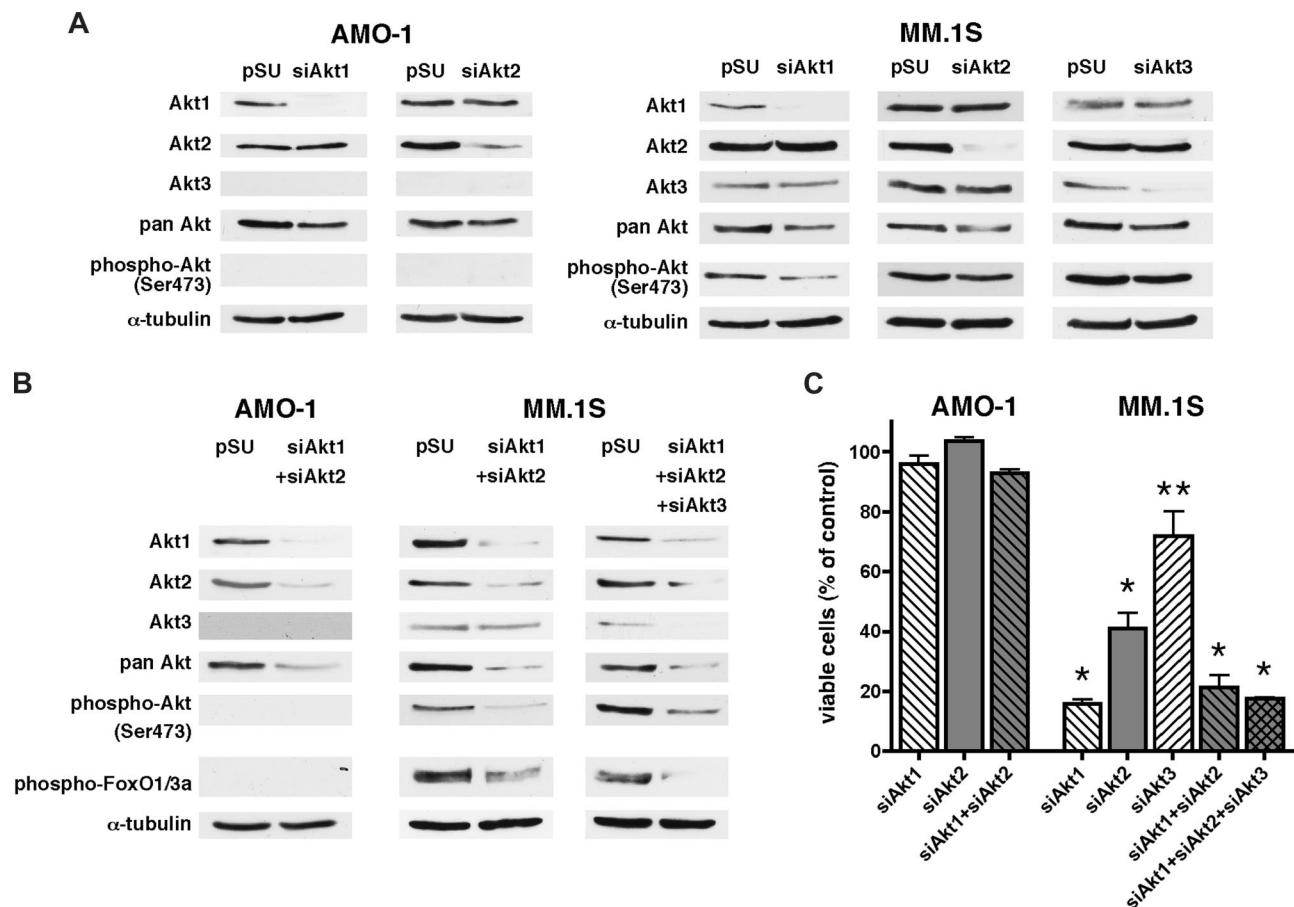 A
AMO-1
MM.1S
pSU siAkt1 pSU siAkt2
pSU siAkt1 pSU siAkt2 pSU siAkt3
Akt1
Akt2
Akt3
pan Akt
phospho-Akt
(Ser473)
α-tubulin
Akt1
Akt2
Akt3
pan Akt
phospho-Akt
(Ser473)
α-tubulin
B
AMO-1
MM.1S
pSU siAkt1
+siAkt2
pSU siAkt1
+siAkt2
pSU siAkt1
+siAkt2
+siAkt3
Akt1
Akt2
Akt3
pan Akt
phospho-Akt
(Ser473)
phospho-FoxO1/3a
α-tubulin
C
AMO-1
MM.1S
viable cells (% of control)
100
80
60
40
20
0
*
*
**
*
*
siAkt1
siAkt2
siAkt1+siAkt2
siAkt1
siAkt2
siAkt3
siAkt1+siAkt2
siAkt1+siAkt2+siAkt3